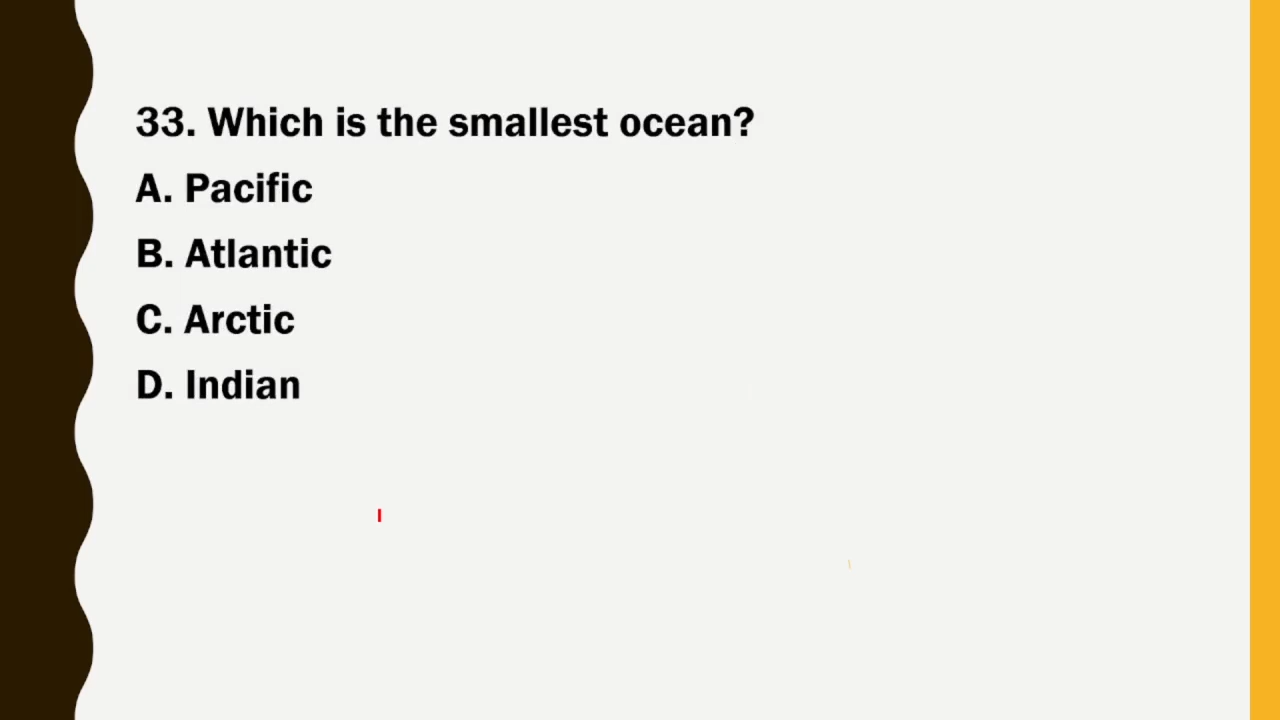 33. Which is the smallest ocean?
A. Pacific
B. Atlantic
C. Arctic
D. Indian